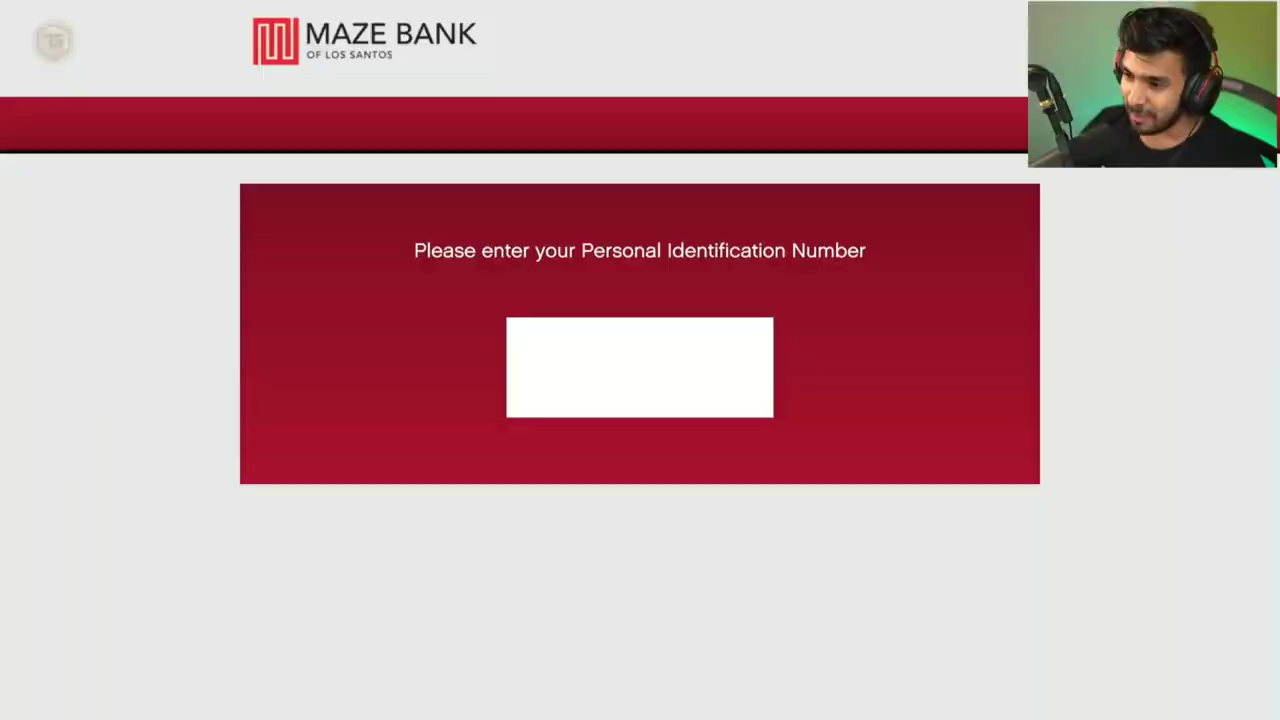 MAZE BANK
OF LOS SANTOS
Please enter your Personal Identification Number